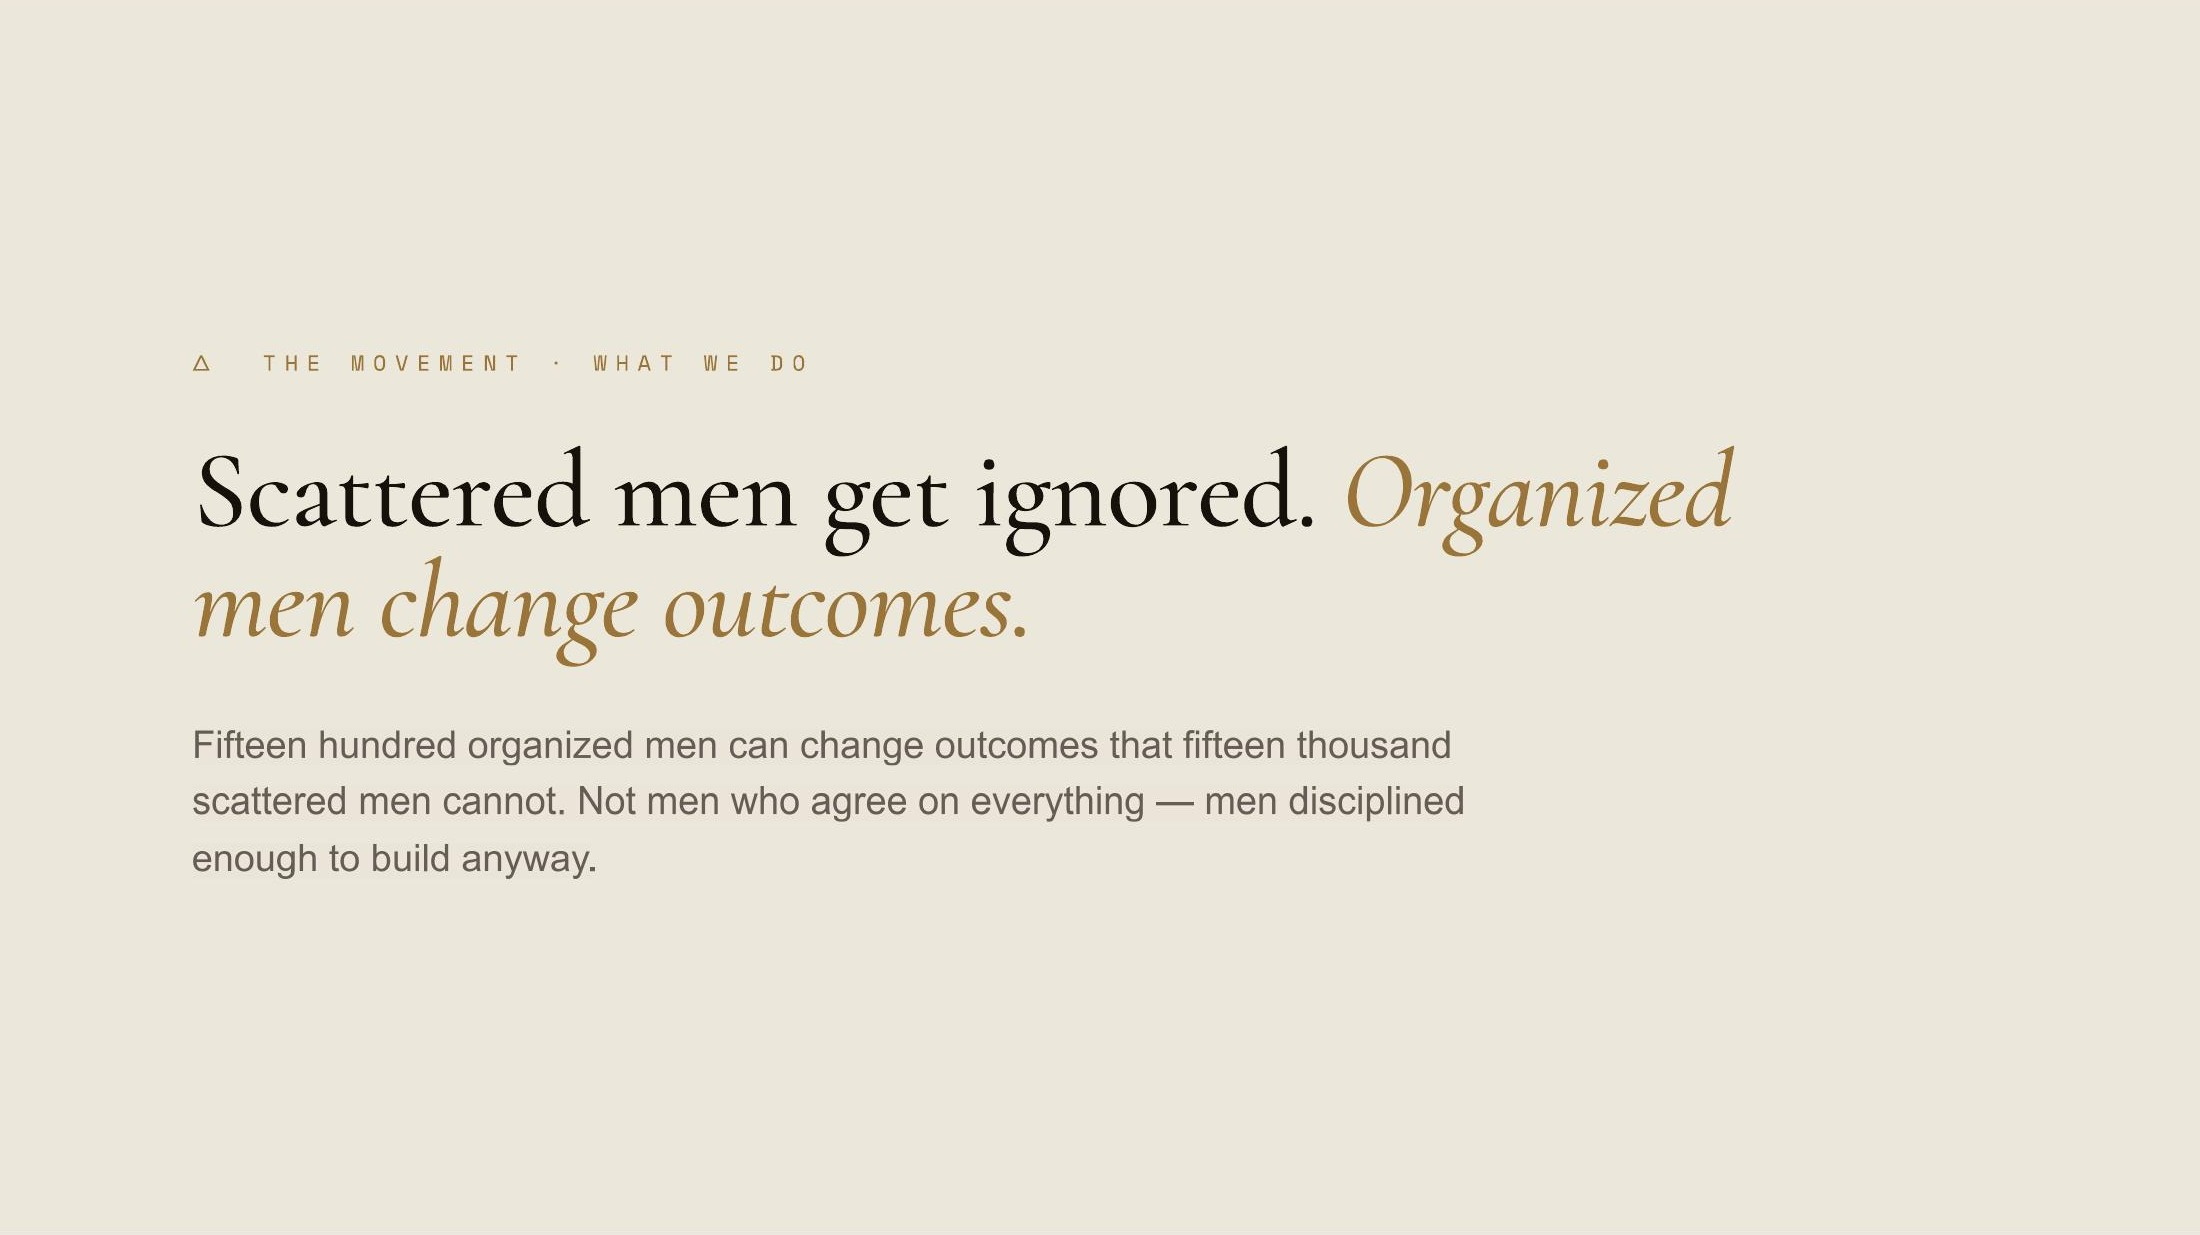 △ THE MOVEMENT · WHAT WE DO
Scattered men get ignored. Organized
men change outcomes.
Fifteen hundred organized men can change outcomes that fifteen thousand
scattered men cannot. Not men who agree on everything — men disciplined
enough to build anyway.